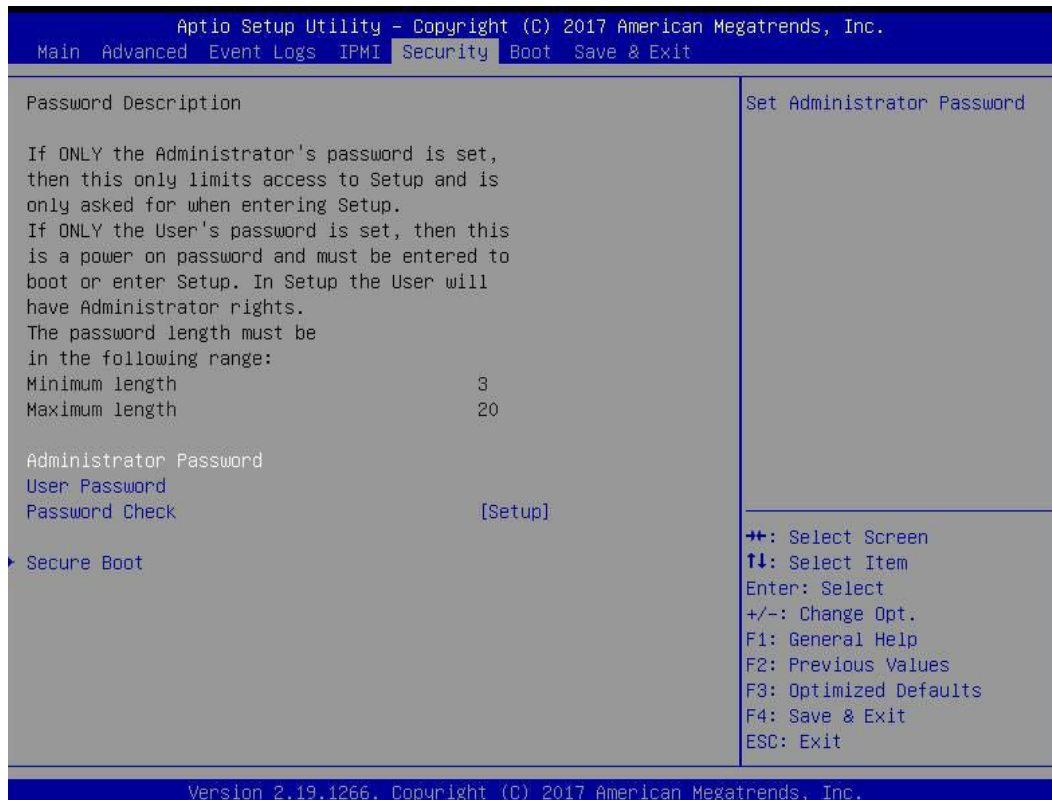 Aptio Setup Utility – Copyright (C) 2017 American Megatrends, Inc.
Main Advanced Event Logs IPMI Security Boot Save & Exit
Password Description
Set Administrator Password
If ONLY the Administrator's password is set,
then this only limits access to Setup and is
only asked for when entering Setup.
If ONLY the User's password is set, then this
is a power on password and must be entered to
boot or enter Setup. In Setup the User will
have Administrator rights.
The password length must be
in the following range:
Minimum length 3
Maximum length 20
Administrator Password
User Password
Password Check [Setup]
Secure Boot
→←: Select Screen
↑↓: Select Item
Enter: Select
+/-: Change Opt.
F1: General Help
F2: Previous Values
F3: Optimized Defaults
F4: Save & Exit
ESC: Exit
Version 2.19.1266. Copyright (C) 2017 American Megatrends, Inc.